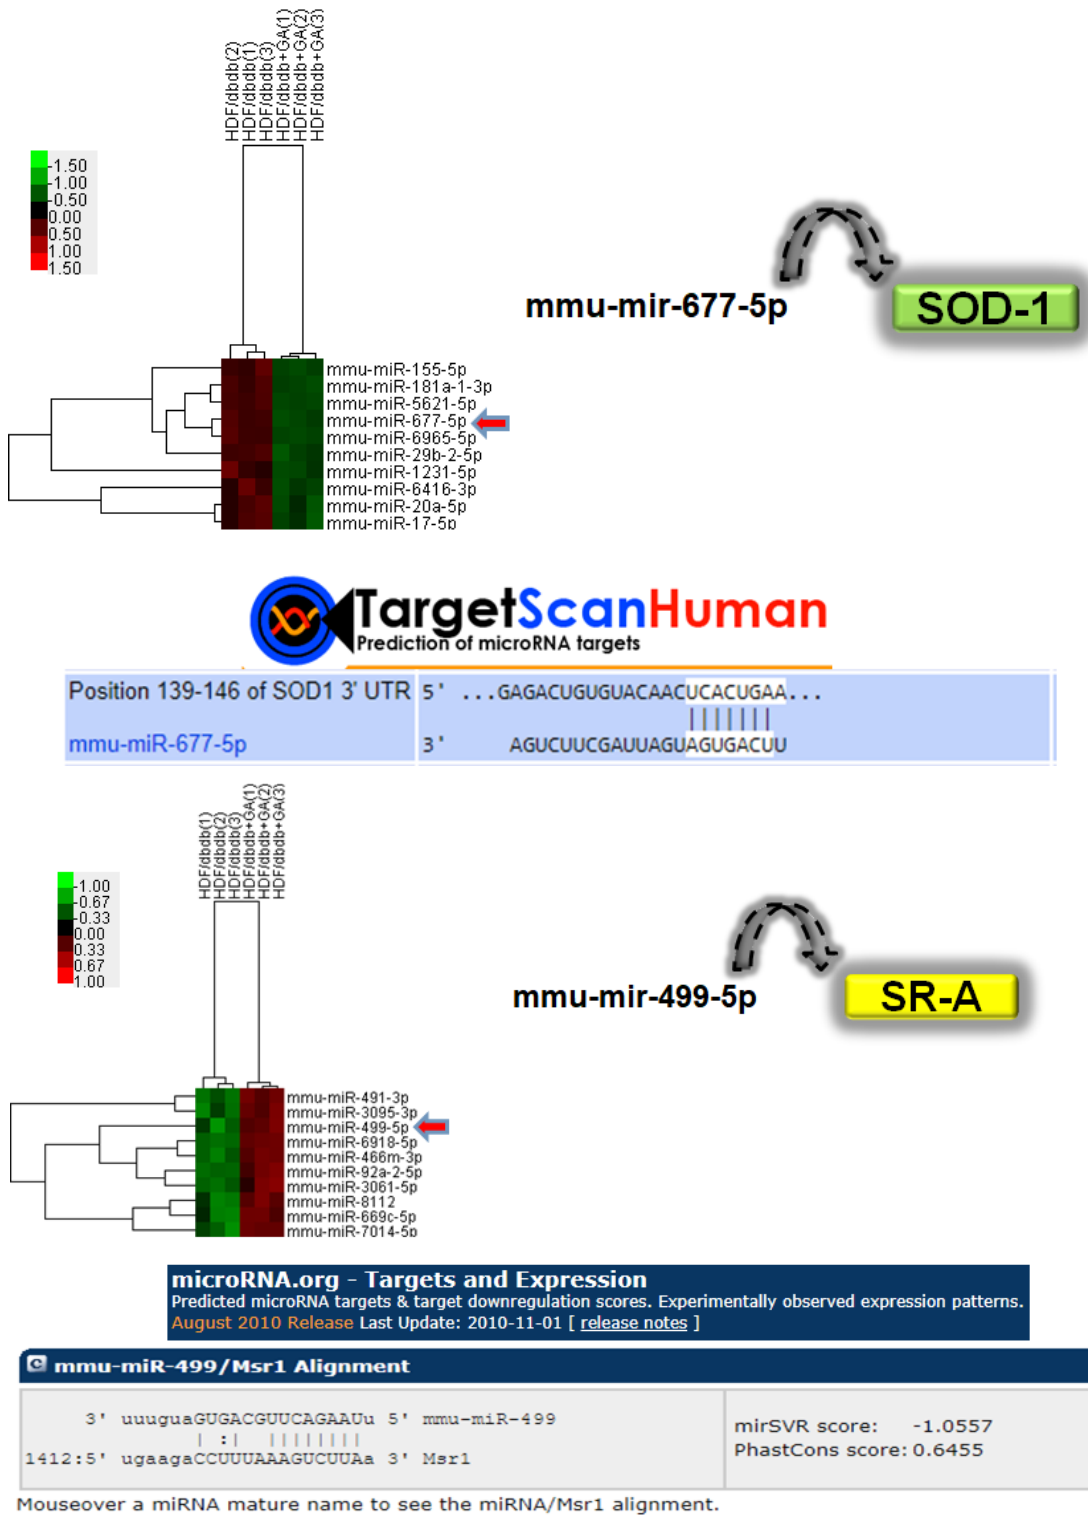 HDF/dbdb(2)
HDF/dbdb(1)
HDF/dbdb(3)
HDF/dbdb+GA(1)
HDF/dbdb+GA(2)
HDF/dbdb+GA(3)
-1.50
-1.00
-0.50
0.00
0.50
1.00
1.50
mmu-mir-677-5p
SOD-1
mmu-miR-155-5p
mmu-miR-181a-1-3p
mmu-miR-5621-5p
mmu-miR-677-5p
mmu-miR-6965-5p
mmu-miR-29b-2-5p
mmu-miR-1231-5p
mmu-miR-6416-3p
mmu-miR-20a-5p
mmu-miR-17-5p
TargetScanHuman
Prediction of microRNA targets
Position 139-146 of SOD1 3' UTR 5' ...GAGACUGUGUACAACUCACUGAA...
mmu-miR-677-5p 3' AGUCUUCGAUUAGUAGUGACUU
HDF/dbdb(1)
HDF/dbdb(2)
HDF/dbdb(3)
HDF/dbdb+GA(1)
HDF/dbdb+GA(2)
HDF/dbdb+GA(3)
-1.00
-0.67
-0.33
0.00
0.33
0.67
1.00
mmu-mir-499-5p
SR-A
mmu-miR-491-3p
mmu-miR-3095-3p
mmu-miR-499-5p
mmu-miR-6918-5p
mmu-miR-466m-3p
mmu-miR-92a-2-5p
mmu-miR-3061-5p
mmu-miR-8112
mmu-miR-669c-5p
mmu-miR-7014-5p
microRNA.org - Targets and Expression
Predicted microRNA targets & target downregulation scores. Experimentally observed expression patterns.
August 2010 Release Last Update: 2010-11-01 [ release notes ]
mmu-miR-499/Msr1 Alignment
3' uuuguaGUGACGUUCAGAAUu 5' mmu-miR-499
| :|  ||||||||
1412:5' ugaagaCCUUUAAAGUCUUAa 3' Msr1
mirSVR score: -1.0557
PhastCons score: 0.6455
Mouseover a miRNA mature name to see the miRNA/Msr1 alignment.